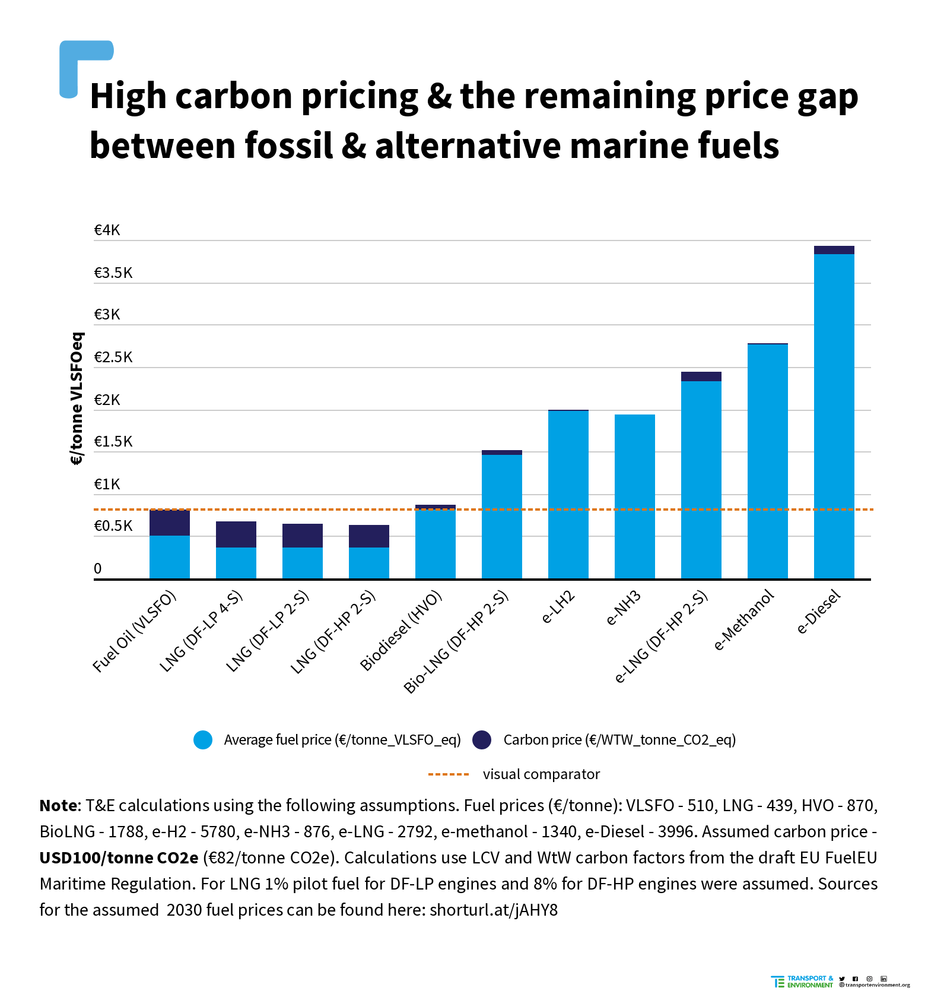 High carbon pricing & the remaining price gap
between fossil & alternative marine fuels
€/tonne VLSFOeq
€4K
€3.5K
€3K
€2.5K
€2K
€1.5K
€1K
€0.5K
0
Fuel Oil (VLSFO)
LNG (DF-LP 4-S)
LNG (DF-LP 2-S)
LNG (DF-HP 2-S)
Biodiesel (HVO)
Bio-LNG (DF-HP 2-S)
e-LH2
e-NH3
e-LNG (DF-HP 2-S)
e-Methanol
e-Diesel
Average fuel price (€/tonne_VLSFO_eq) Carbon price (€/WTW_tonne_CO2_eq)
visual comparator
Note: T&E calculations using the following assumptions. Fuel prices (€/tonne): VLSFO - 510, LNG - 439, HVO - 870,
BioLNG - 1788, e-H2 - 5780, e-NH3 - 876, e-LNG - 2792, e-methanol - 1340, e-Diesel - 3996. Assumed carbon price -
USD100/tonne CO2e (€82/tonne CO2e). Calculations use LCV and WtW carbon factors from the draft EU FuelEU
Maritime Regulation. For LNG 1% pilot fuel for DF-LP engines and 8% for DF-HP engines were assumed. Sources
for the assumed 2030 fuel prices can be found here: shorturl.at/jAHY8
TRANSPORT &
ENVIRONMENT
transportenvironment.org